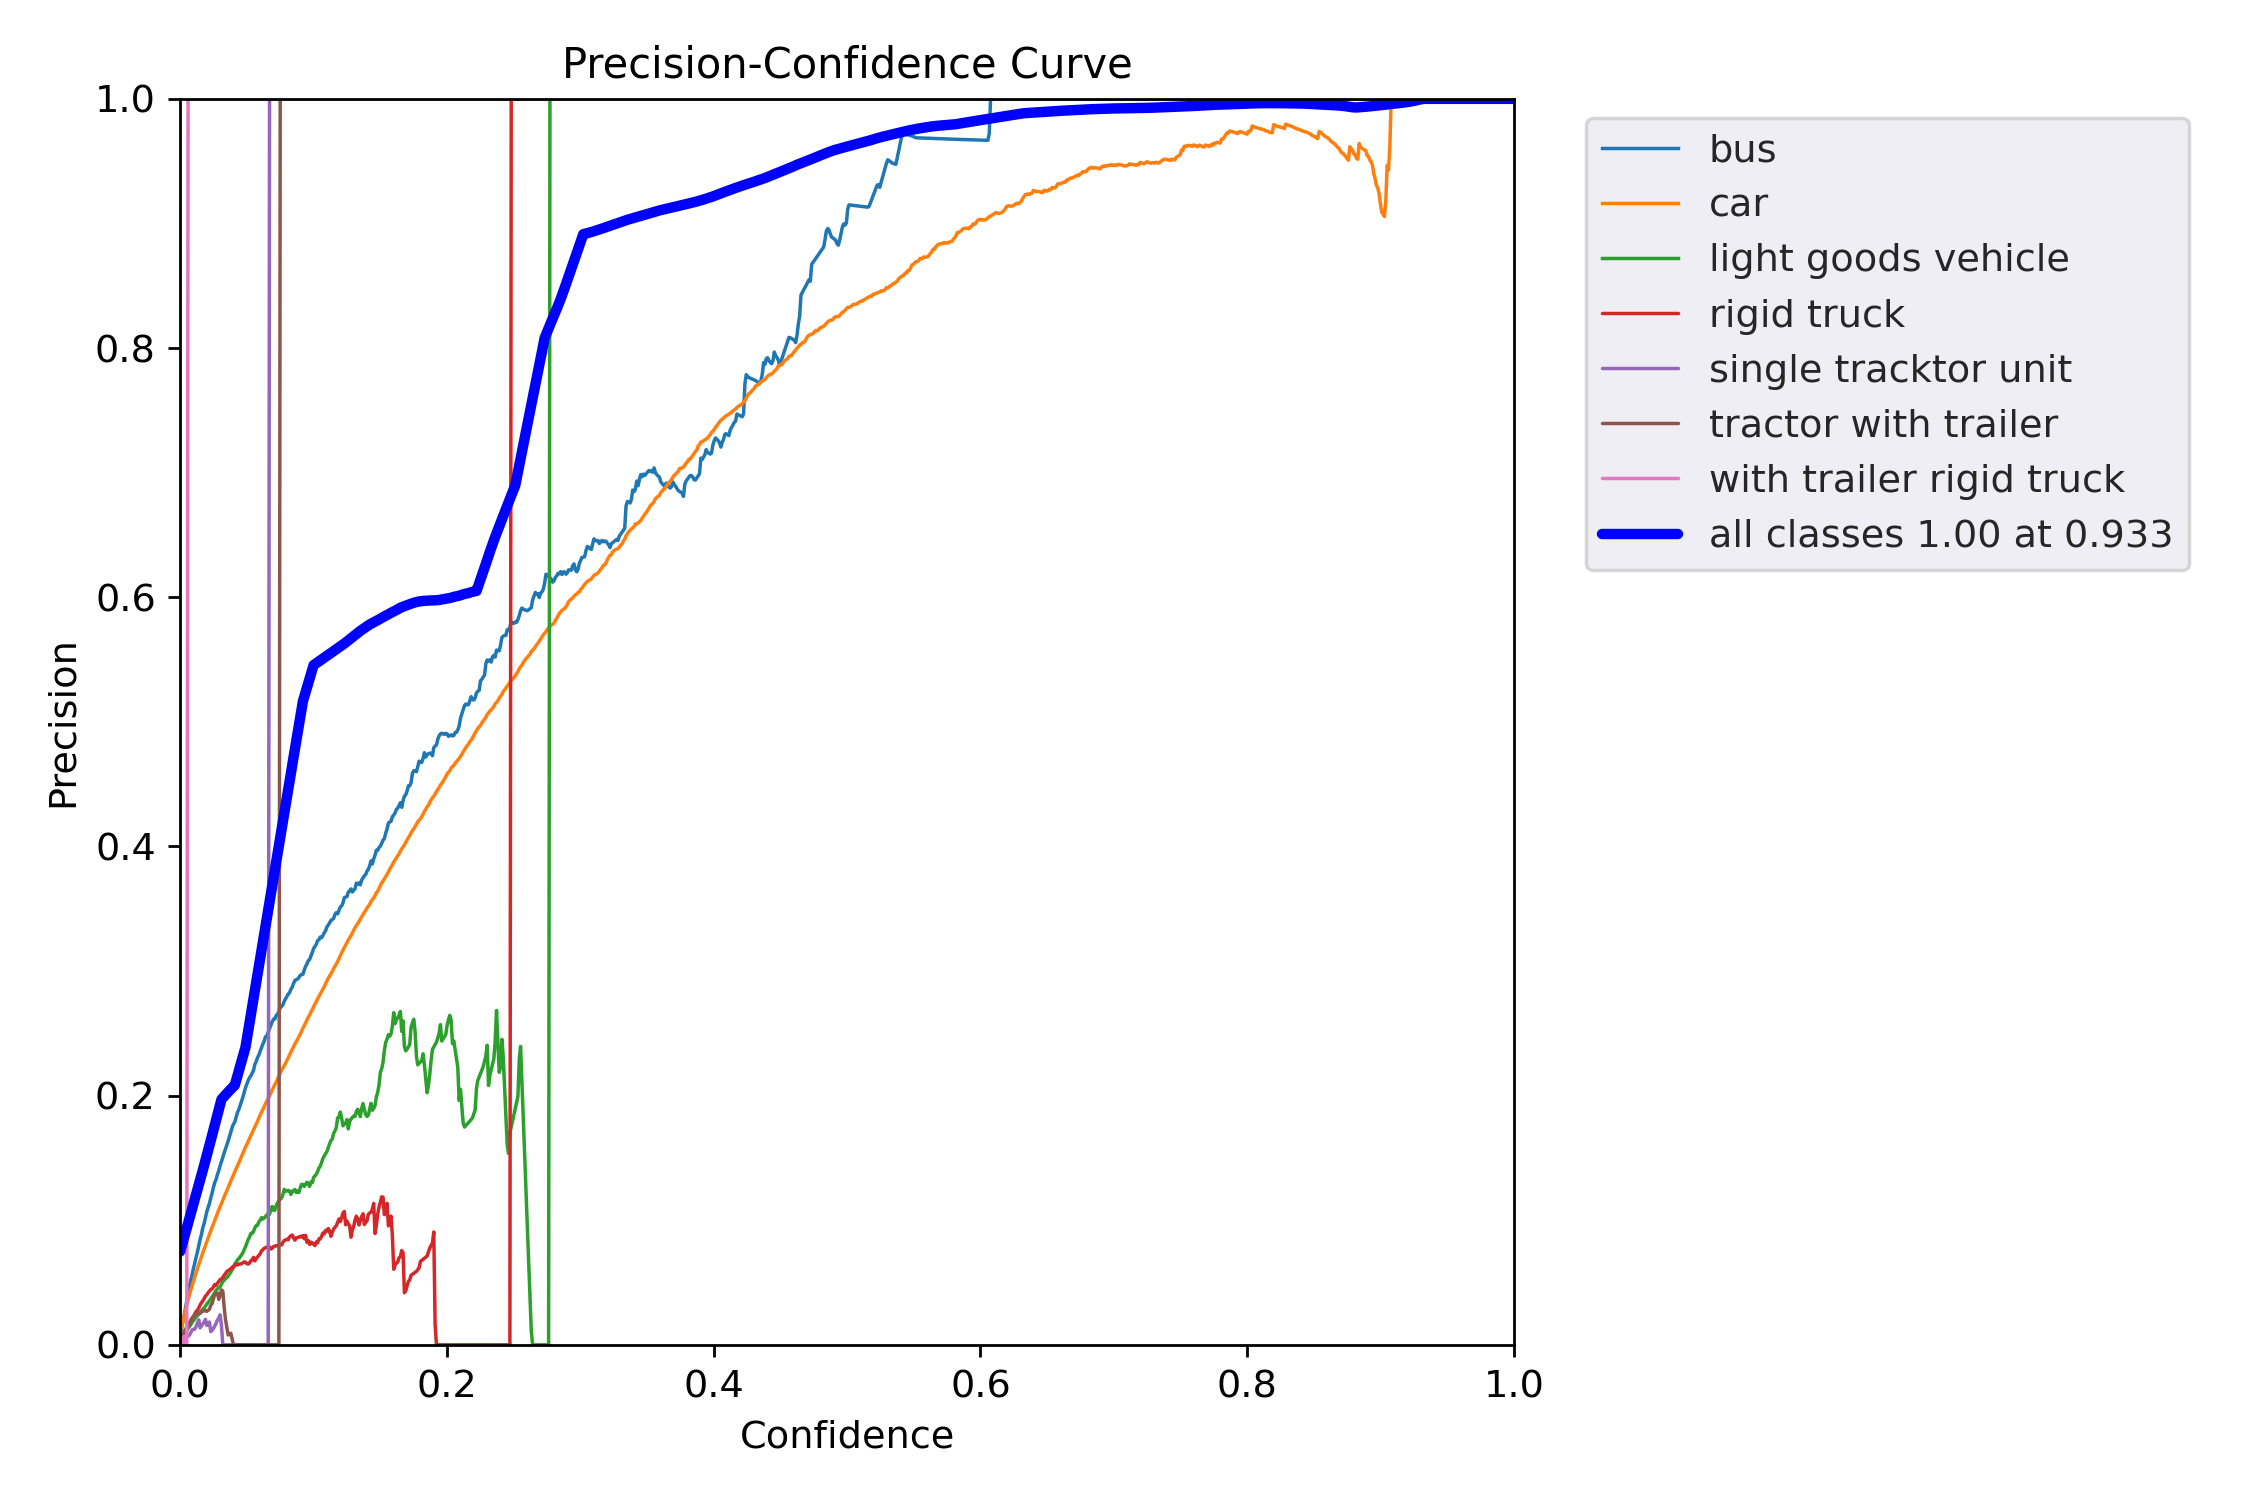 Precision-Confidence Curve
1.0
0.8
0.6
0.4
0.2
0.0
Precision
0.0 0.2 0.4 0.6 0.8 1.0
Confidence
bus
car
light goods vehicle
rigid truck
single tracktor unit
tractor with trailer
with trailer rigid truck
all classes 1.00 at 0.933